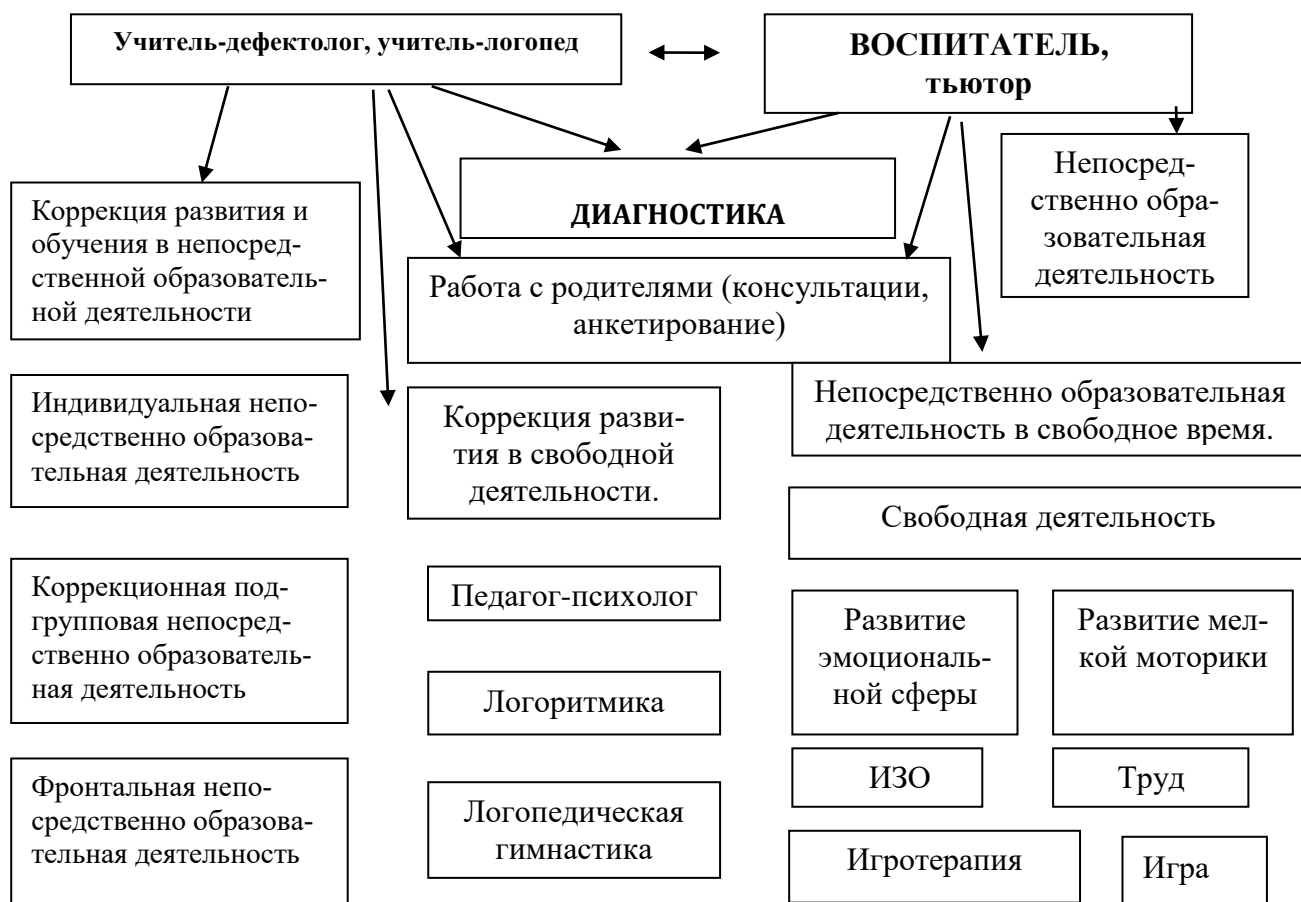 Учитель-дефектолог, учитель-логопед
ВОСПИТАТЕЛЬ,
тьютор
Непосред-
ственно обра-
зовательная
деятельность
ДИАГНОСТИКА
Коррекция развития и
обучения в непосред-
ственной образователь-
ной деятельности
Работа с родителями (консультации,
анкетирование)
Индивидуальная непо-
средственно образова-
тельная деятельность
Коррекция разви-
тия в свободной
деятельности.
Непосредственно образовательная
деятельность в свободное время.
Свободная деятельность
Коррекционная под-
групповая непосред-
ственно образователь-
ная деятельность
Педагог-психолог
Развитие
эмоциональ-
ной сферы
Развитие мел-
кой моторики
Логоритмика
ИЗО
Труд
Фронтальная непо-
средственно образова-
тельная деятельность
Логопедическая
гимнастика
Игротерапия
Игра